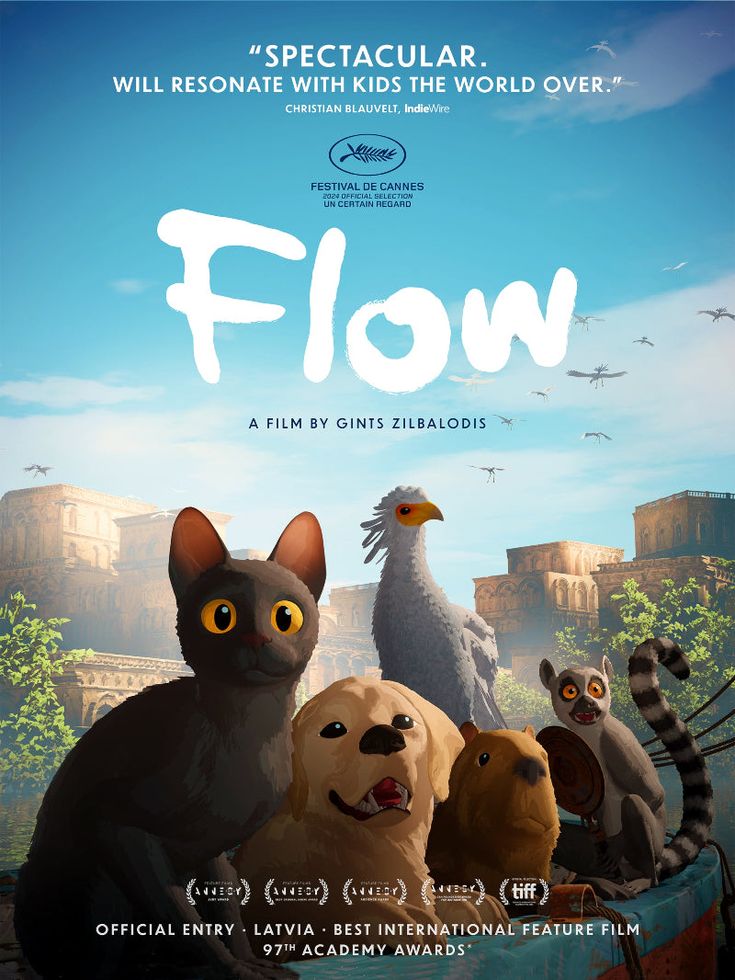 “SPECTACULAR.
WILL RESONATE WITH KIDS THE WORLD OVER.”
CHRISTIAN BLAUVELT, IndieWire
FESTIVAL DE CANNES
2024 OFFICIAL SELECTION
UN CERTAIN REGARD
Flow
A FILM BY GINTS ZILBALODIS
ANNECY
ANNECY
ANNECY
ANNECY
tiff
OFFICIAL ENTRY · LATVIA · BEST INTERNATIONAL FEATURE FILM
97TH ACADEMY AWARDS*